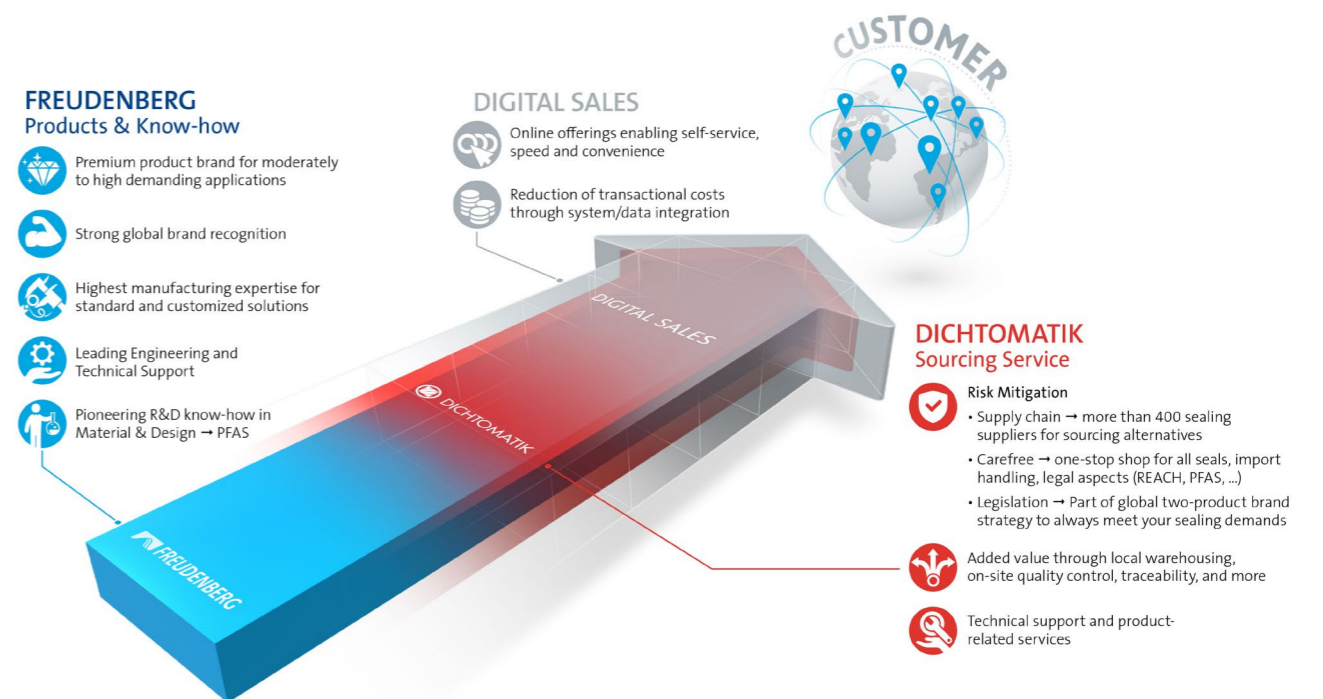 CUSTOMER
FREUDENBERG
Products & Know-how
Premium product brand for moderately
to high demanding applications
Strong global brand recognition
Highest manufacturing expertise for
standard and customized solutions
Leading Engineering and
Technical Support
Pioneering R&D know-how in
Material & Design → PFAS
DIGITAL SALES
Online offerings enabling self-service,
speed and convenience
Reduction of transactional costs
through system/data integration
DIGITAL SALES
DICHTOMATIK
FREUDENBERG
DICHTOMATIK
Sourcing Service
Risk Mitigation
• Supply chain → more than 400 sealing
suppliers for sourcing alternatives
• Carefree → one-stop shop for all seals, import
handling, legal aspects (REACH, PFAS, ...)
• Legislation → Part of global two-product brand
strategy to always meet your sealing demands
Added value through local warehousing,
on-site quality control, traceability, and more
Technical support and product-
related services